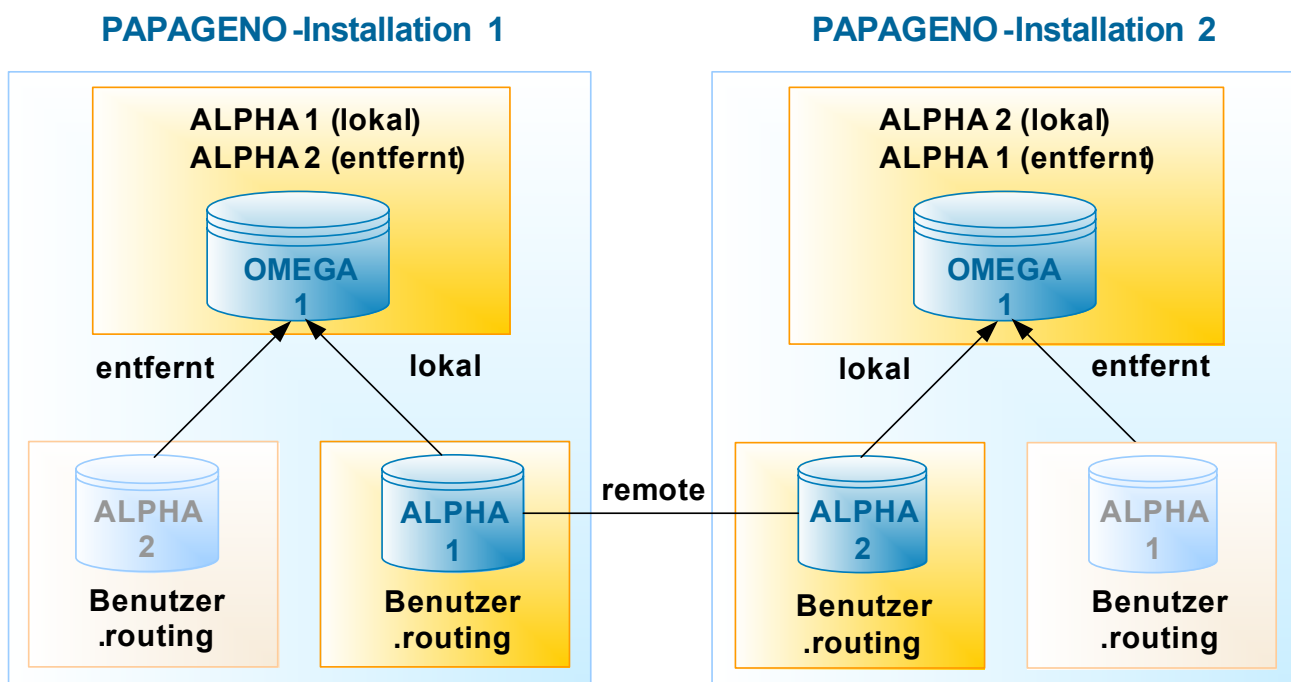 PAPAGENO-Installation 1
PAPAGENO-Installation 2
ALPHA 1 (lokal)
ALPHA 2 (entfernt)
OMEGA
1
entfernt
lokal
ALPHA
2
Benutzer
.routing
ALPHA
1
Benutzer
.routing
remote
ALPHA 2 (lokal)
ALPHA 1 (entfernt)
OMEGA
1
lokal
entfernt
ALPHA
2
Benutzer
.routing
ALPHA
1
Benutzer
.routing